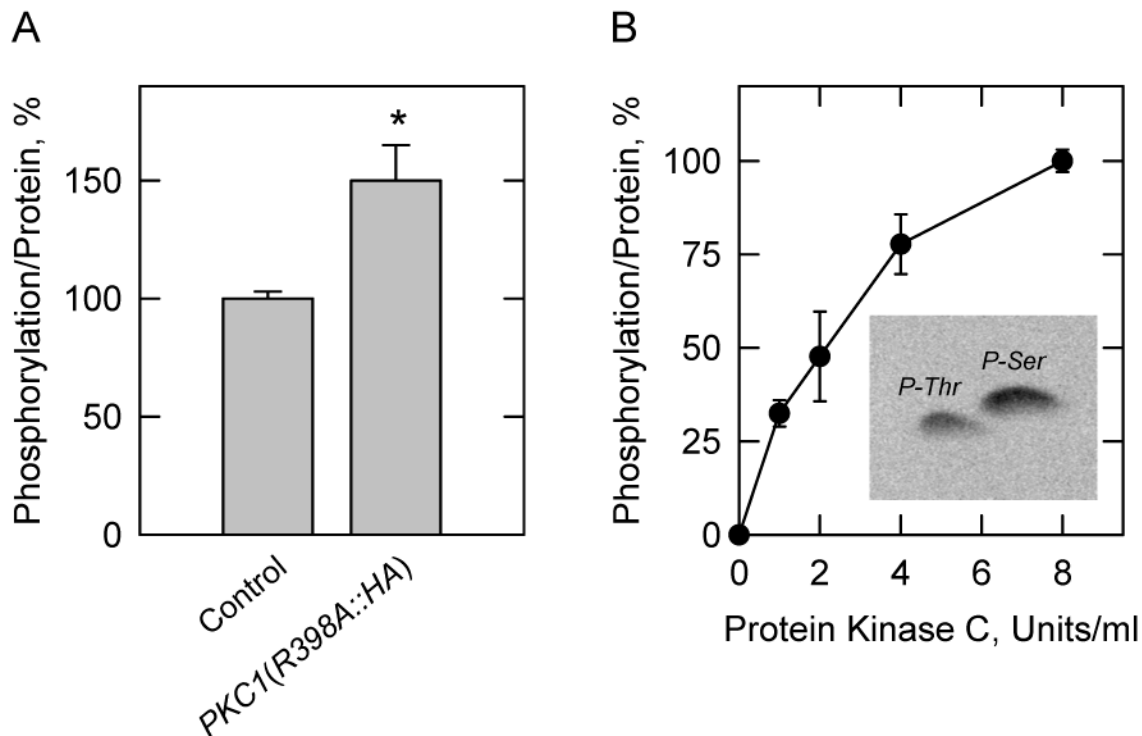 A
Phosphorylation/Protein, %
150
100
50
0
*
Control
PKC1(R398A::HA)
B
Phosphorylation/Protein, %
100
75
50
25
0
P-Thr
P-Ser
0 2 4 6 8
Protein Kinase C, Units/ml